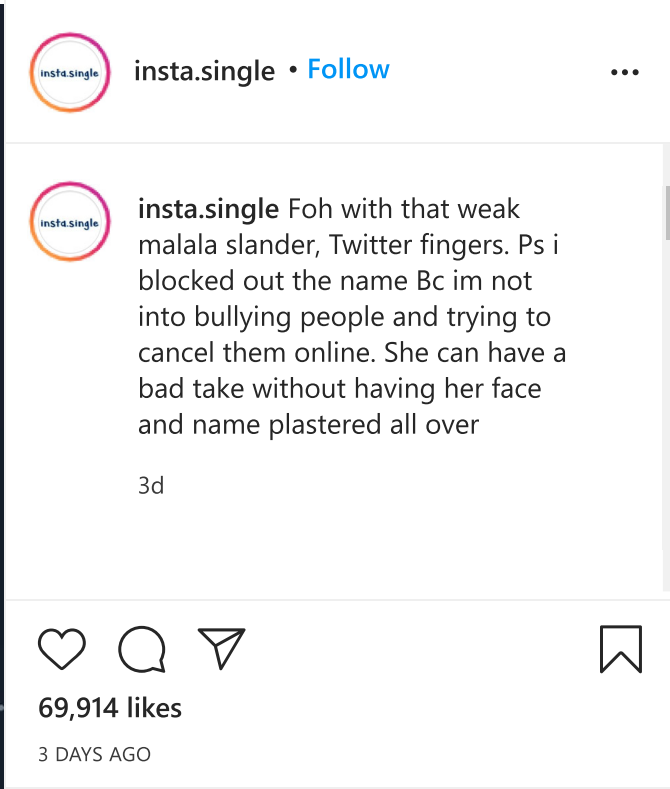 insta.single
insta.single • Follow
insta.single
insta.single Foh with that weak
malala slander, Twitter fingers. Ps i
blocked out the name Bc im not
into bullying people and trying to
cancel them online. She can have a
bad take without having her face
and name plastered all over
3d
69,914 likes
3 DAYS AGO